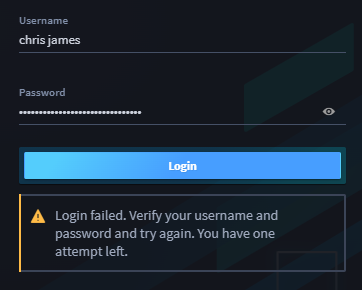 Username
chris james
Password
••••••••••••••••••••••••••••••••
Login
Login failed. Verify your username and
password and try again. You have one
attempt left.